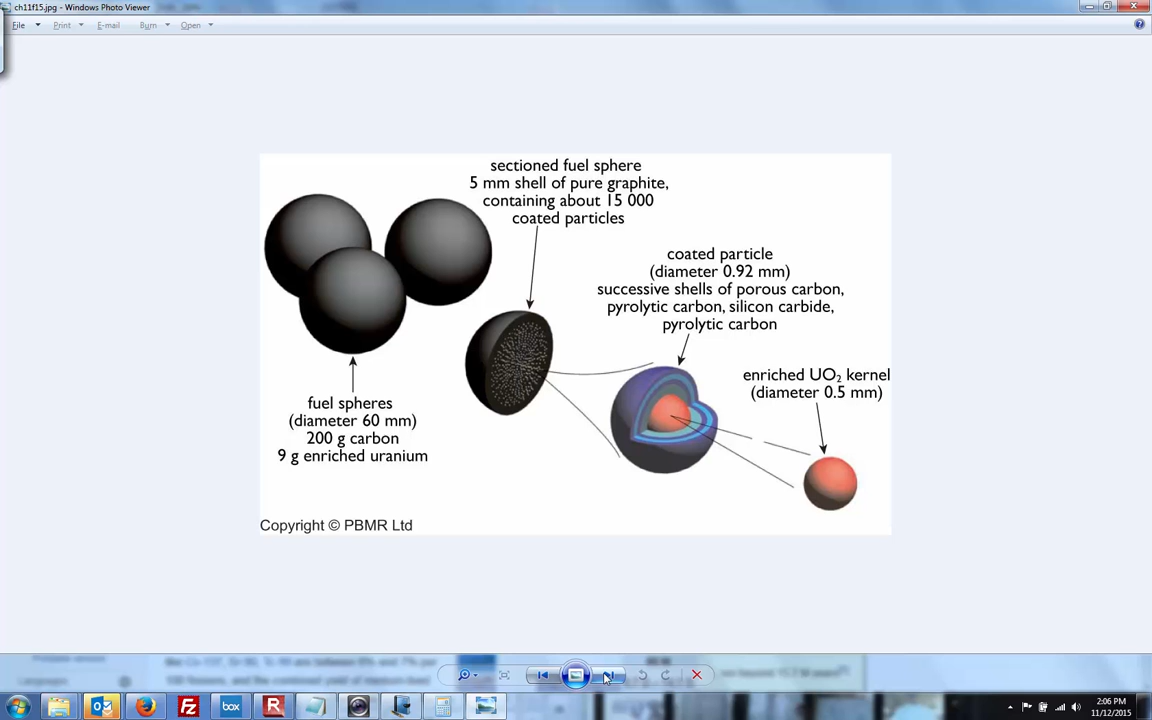 ch11f15.jpg - Windows Photo Viewer
File Print E-mail Burn Open
sectioned fuel sphere
5 mm shell of pure graphite,
containing about 15 000
coated particles
coated particle
(diameter 0.92 mm)
successive shells of porous carbon,
pyrolytic carbon, silicon carbide,
pyrolytic carbon
enriched UO₂ kernel
(diameter 0.5 mm)
fuel spheres
(diameter 60 mm)
200 g carbon
9 g enriched uranium
Copyright © PBMR Ltd
box
R
2:06 PM
11/12/2015